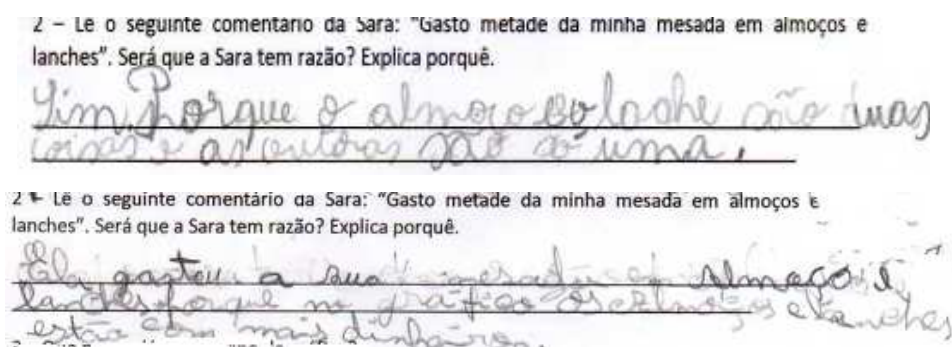 2 – Lê o seguinte comentário da Sara: "Gasto metade da minha mesada em almoços e
lanches". Será que a Sara tem razão? Explica porquê.
Sim, Porque o almoço e o lache são duas
coisas e as outras são só uma.
2 – Lê o seguinte comentário da Sara: "Gasto metade da minha mesada em almoços e
lanches". Será que a Sara tem razão? Explica porquê.
Ela gastou a sua mesada em Almoços e
lanches porque no gráfico os almoços e lanches
estão com mais dinheiro.